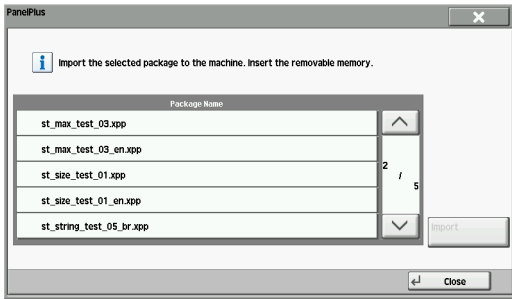 PanelPlus
Import the selected package to the machine. Insert the removable memory.
Package Name
st_max_test_03.xpp
st_max_test_03_en.xpp
st_size_test_01.xpp
st_size_test_01_en.xpp
st_string_test_05_br.xpp
2
/
5
Import
Close